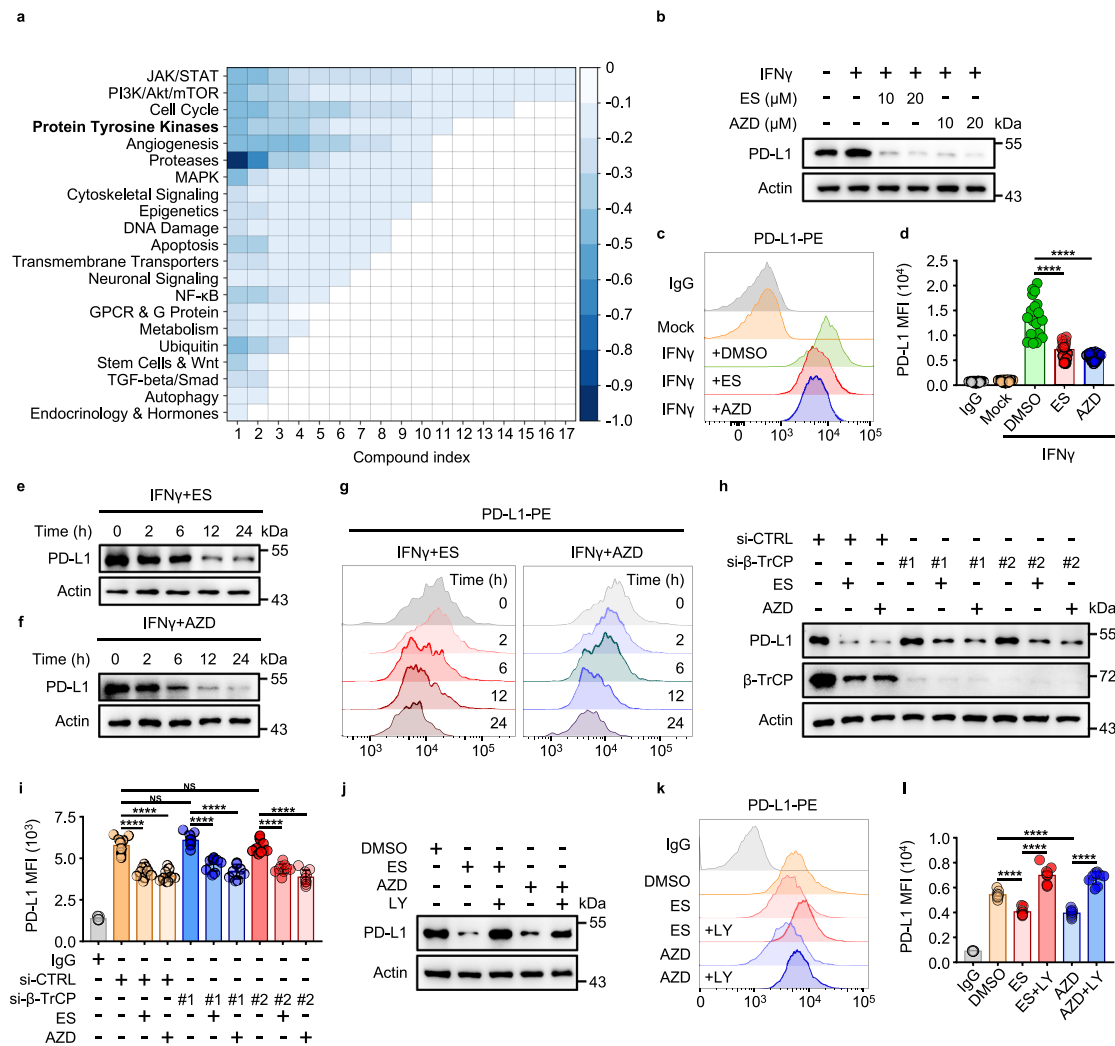 a
JAK/STAT
PI3K/Akt/mTOR
Cell Cycle
Protein Tyrosine Kinases
Angiogenesis
Proteases
MAPK
Cytoskeletal Signaling
Epigenetics
DNA Damage
Apoptosis
Transmembrane Transporters
Neuronal Signaling
NF-κB
GPCR & G Protein
Metabolism
Ubiquitin
Stem Cells & Wnt
TGF-beta/Smad
Autophagy
Endocrinology & Hormones
1 2 3 4 5 6 7 8 9 10 11 12 13 14 15 16 17
Compound index
0
-0.1
-0.2
-0.3
-0.4
-0.5
-0.6
-0.7
-0.8
-0.9
-1.0
b
IFNγ - + + + + +
ES (μM) - - 10 20 - -
AZD (μM) - - - - 10 20 kDa
PD-L1 55
Actin 43
c
PD-L1-PE
IgG
Mock
IFNγ +DMSO
IFNγ +ES
IFNγ +AZD
0 10³ 10⁴ 10⁵
d
PD-L1 MFI (10⁴)
2.5
2.0
1.5
1.0
0.5
0.0
****
****
IgG Mock DMSO ES AZD
IFNγ
e
IFNγ+ES
Time (h) 0 2 6 12 24 kDa
PD-L1 55
Actin 43
f
IFNγ+AZD
Time (h) 0 2 6 12 24 kDa
PD-L1 55
Actin 43
g
PD-L1-PE
IFNγ+ES IFNγ+AZD
Time (h) Time (h)
0 0
2 2
6 6
12 12
24 24
10³ 10⁴ 10⁵ 10³ 10⁴ 10⁵
h
si-CTRL + + + - - - - - -
si-β-TrCP - - - #1 #1 #1 #2 #2 #2
ES - + - - + - - + -
AZD - - + - - + - - + kDa
PD-L1 55
β-TrCP 72
Actin 43
i
PD-L1 MFI (10³)
7.5
5.0
2.5
0.0
NS
NS
**** **** ****
**** **** ****
IgG + - - - - - - - - -
si-CTRL - + + + - - - - - -
si-β-TrCP - - - - #1 #1 #1 #2 #2 #2
ES - - + - - + - - + -
AZD - - - + - - + - - +
j
DMSO + - - - -
ES - + + - -
AZD - - - + +
LY - - + - + kDa
PD-L1 55
Actin 43
k
PD-L1-PE
IgG
DMSO
ES
ES
+LY
AZD
AZD
+LY
0 10³ 10⁴ 10⁵
l
PD-L1 MFI (10⁴)
1.0
0.8
0.6
0.4
0.2
0.0
****
**** **** ****
IgG DMSO ES ES+LY AZD AZD+LY